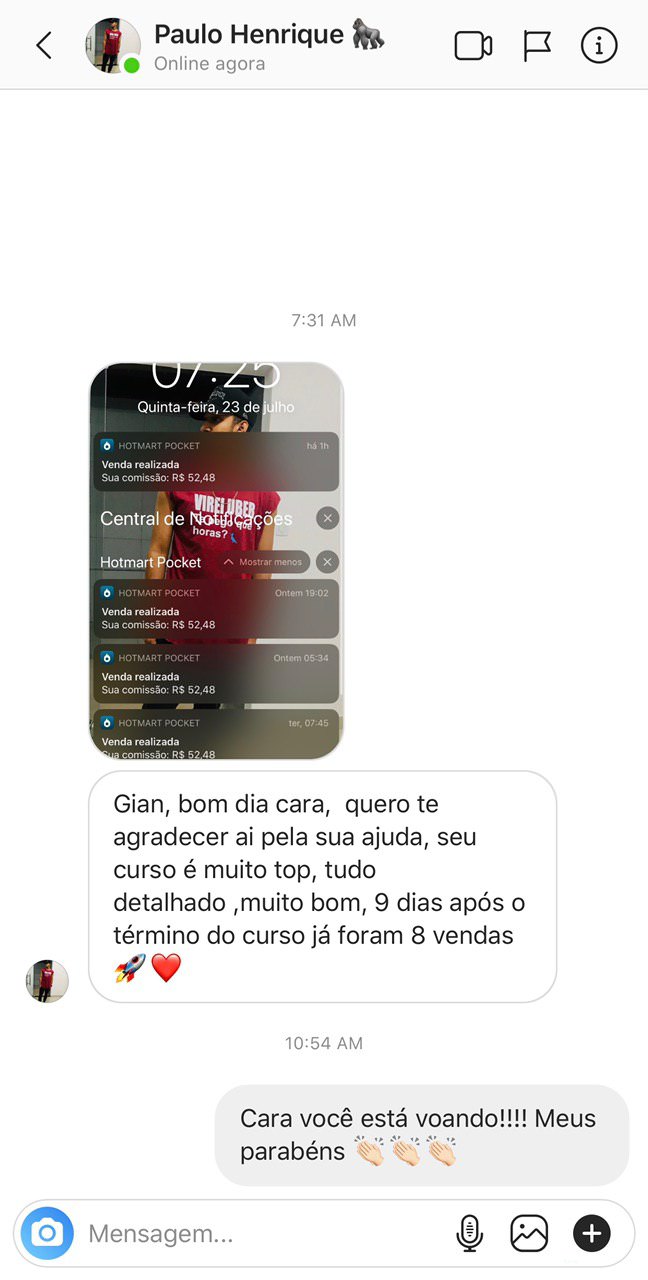 Paulo Henrique 🦍
Online agora
7:31 AM
07:25
Quinta-feira, 23 de julho
HOTMART POCKET há 1h
Venda realizada
Sua comissão: R$ 52,48
VIREI UBER
horas?
Central de Notificações
Hotmart Pocket Mostrar menos
HOTMART POCKET Ontem 19:02
Venda realizada
Sua comissão: R$ 52,48
HOTMART POCKET Ontem 05:34
Venda realizada
Sua comissão: R$ 52,48
HOTMART POCKET ter, 07:45
Venda realizada
Sua comissão: R$ 52,48
Gian, bom dia cara, quero te
agradecer ai pela sua ajuda, seu
curso é muito top, tudo
detalhado ,muito bom, 9 dias após o
término do curso já foram 8 vendas
🚀❤️
10:54 AM
Cara você está voando!!!! Meus
parabéns 👏🏻👏🏻👏🏻
Mensagem...